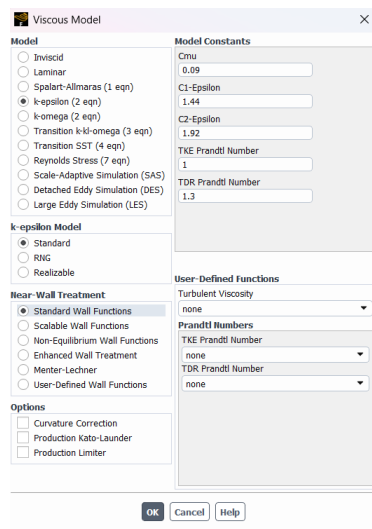 Viscous Model
Model
Inviscid
Laminar
Spalart-Allmaras (1 eqn)
k-epsilon (2 eqn)
k-omega (2 eqn)
Transition k-kl-omega (3 eqn)
Transition SST (4 eqn)
Reynolds Stress (7 eqn)
Scale-Adaptive Simulation (SAS)
Detached Eddy Simulation (DES)
Large Eddy Simulation (LES)
k-epsilon Model
Standard
RNG
Realizable
Near-Wall Treatment
Standard Wall Functions
Scalable Wall Functions
Non-Equilibrium Wall Functions
Enhanced Wall Treatment
Menter-Lechner
User-Defined Wall Functions
Options
Curvature Correction
Production Kato-Launder
Production Limiter
Model Constants
Cmu
0.09
C1-Epsilon
1.44
C2-Epsilon
1.92
TKE Prandtl Number
1
TDR Prandtl Number
1.3
User-Defined Functions
Turbulent Viscosity
none
Prandtl Numbers
TKE Prandtl Number
none
TDR Prandtl Number
none
OK Cancel Help